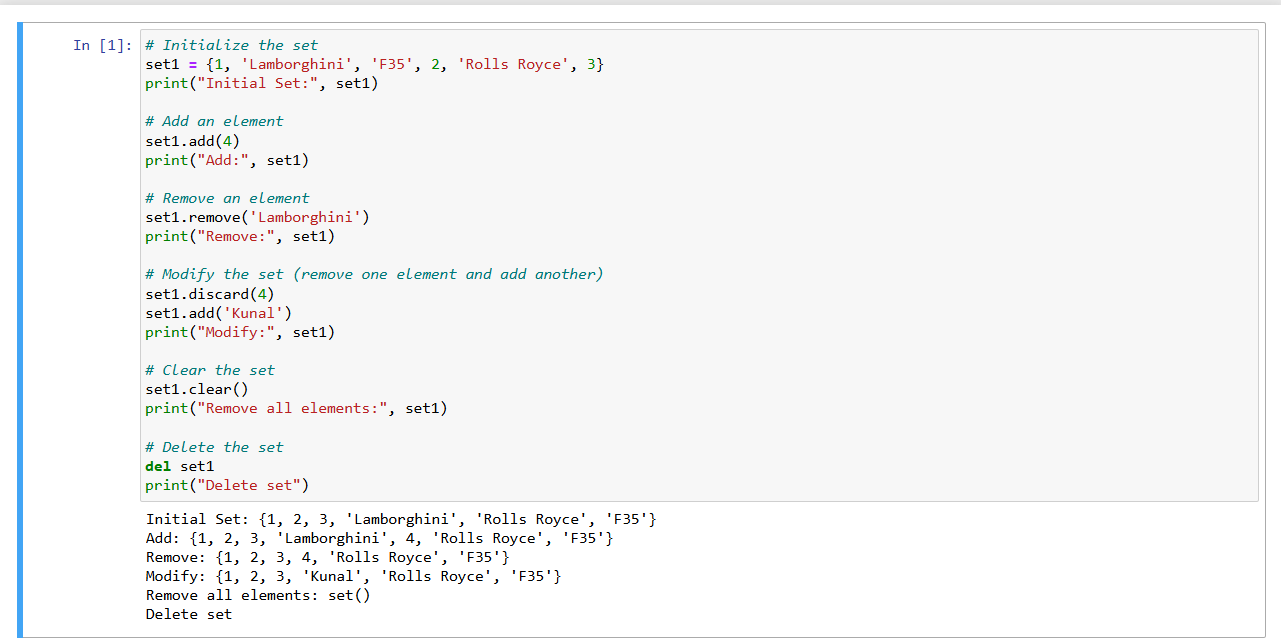 In [1]: # Initialize the set
set1 = {1, 'Lamborghini', 'F35', 2, 'Rolls Royce', 3}
print("Initial Set:", set1)
# Add an element
set1.add(4)
print("Add:", set1)
# Remove an element
set1.remove('Lamborghini')
print("Remove:", set1)
# Modify the set (remove one element and add another)
set1.discard(4)
set1.add('Kunal')
print("Modify:", set1)
# Clear the set
set1.clear()
print("Remove all elements:", set1)
# Delete the set
del set1
print("Delete set")
Initial Set: {1, 2, 3, 'Lamborghini', 'Rolls Royce', 'F35'}
Add: {1, 2, 3, 'Lamborghini', 4, 'Rolls Royce', 'F35'}
Remove: {1, 2, 3, 4, 'Rolls Royce', 'F35'}
Modify: {1, 2, 3, 'Kunal', 'Rolls Royce', 'F35'}
Remove all elements: set()
Delete set